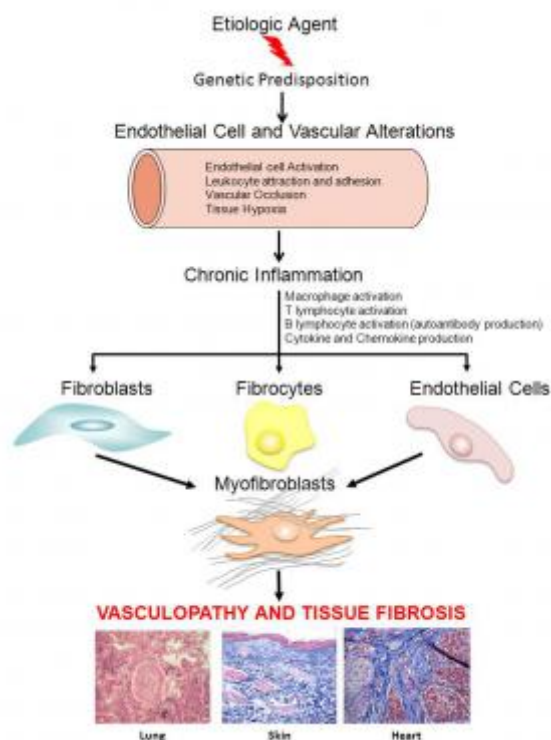 Etiologic Agent
Genetic Predisposition
Endothelial Cell and Vascular Alterations
Endothelial cell Activation
Leukocyte attraction and adhesion
Vascular Occlusion
Tissue Hypoxia
Chronic Inflammation
Macrophage activation
T lymphocyte activation
B lymphocyte activation (autoantibody production)
Cytokine and Chemokine production
Fibroblasts
Fibrocytes
Endothelial Cells
Myofibroblasts
VASCULOPATHY AND TISSUE FIBROSIS
Lung
Skin
Heart